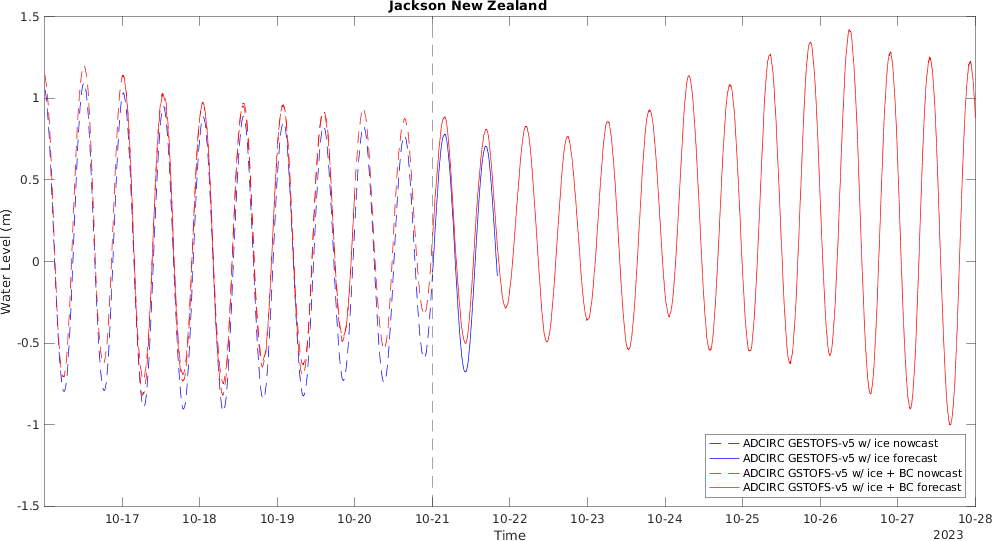 Jackson New Zealand
1.5
1
0.5
0
-0.5
-1
-1.5
Water Level (m)
ADCIRC GESTOFS-v5 w/ ice nowcast
ADCIRC GESTOFS-v5 w/ ice forecast
ADCIRC GSTOFS-v5 w/ ice + BC nowcast
ADCIRC GSTOFS-v5 w/ ice + BC forecast
10-17 10-18 10-19 10-20 10-21 10-22 10-23 10-24 10-25 10-26 10-27 10-28
Time
2023